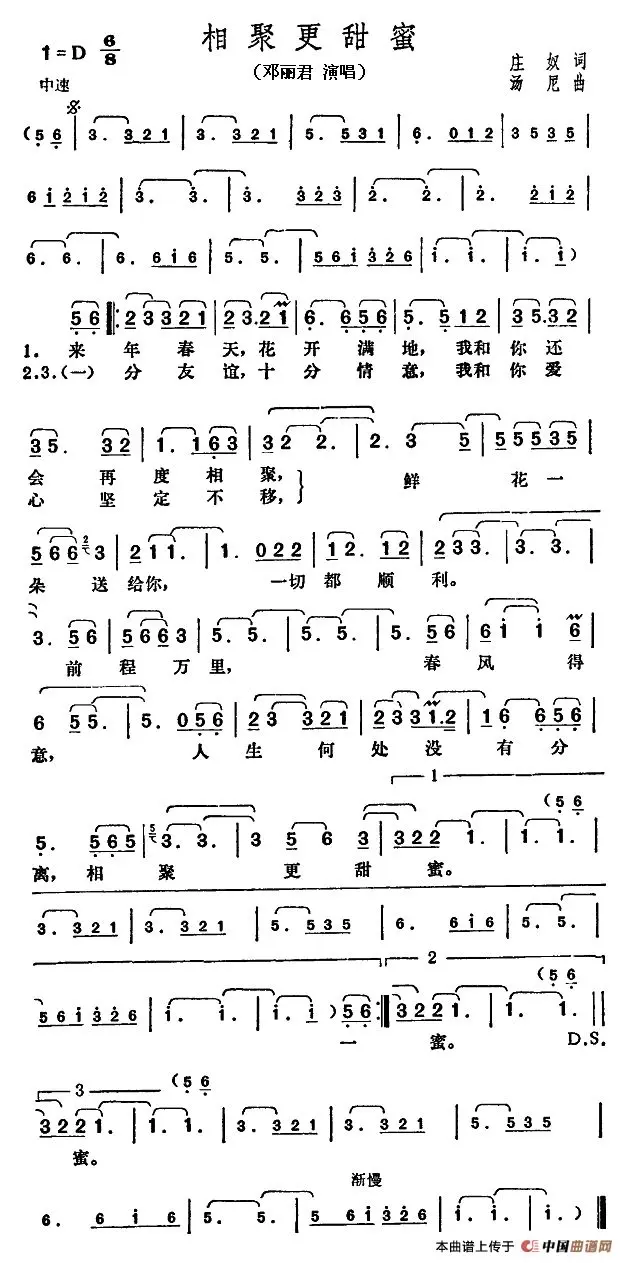 相聚更甜蜜
1=D 6/8
（邓丽君 演唱）
中速
庄奴 词
汤尼 曲
(5 6 | 3. 3 2 1 | 3. 3 2 1 | 5. 5 3 1 | 6. 0 1 2 | 3 5 3 5 |
6 1 2 1 2 | 3. 3. | 3. 3 2 3 | 2. 2. | 2. 2 1 2 |
6. 6. | 6. 6 1 6 | 5. 5. | 5 6 1 3 2 6 | 1. 1. | 1. 1 )
5 6 ‖: 2 3 3 2 1 | 2 3. 2 1 | 6. 6 5 6 | 5. 5 1 2 | 3 5. 3 2 |
1. 来 年 春 天，花 开 满 地，我和 你 还
2.3.（一）分 友 谊，十 分 情 意，我和 你 爱
3 5. 3 2 | 1. 1 6 3 | 3 2 2. | 2. 3 5 | 5 5 5 3 5 |
会 再 度 相 聚， 鲜 花 一
心 坚 定 不 移，
5 6 6 3 | 2 1 1. | 1. 0 2 2 | 1 2. 1 2 | 2 3 3. | 3. 3. |
朵 送 给你， 一切 都 顺 利。
3. 5 6 | 1 5 6 6 3 | 5. 5. | 5. 5. | 5. 5 6 | 6 1 1 6 |
前 程 万 里， 春 风 得
6 5 5. | 5. 0 5 6 | 2 3 3 2 1 | 2 3 3 1. 2 | 1 6 6 5 6 |
意， 人 生 何 处 没 有 分
1
(5 6
5. 5 6 5 | 3. 3. | 3 5 6 3 | 3 2 2 1. | 1. 1. |
离，相 聚 更 甜 蜜。
3. 3 2 1 | 3. 3 2 1 | 5. 5 3 5 | 6. 6 1 6 | 5. 5. |
2
(5 6
5 6 1 3 2 6 | 1. 1. | 1. 1 ) 5 6 :‖ 3 2 2 1. | 1. 1. ‖
一 蜜。 D.S.
3
(5 6
3 2 2 1. | 1. 1. | 3. 3 2 1 | 3. 3 2 1 | 5. 5 3 5 |
蜜。
渐慢
6. 6 1 6 | 5. 5. | 5 6 1 3 2 6 | 1. 1. | 1. 1 ) ‖
本曲谱上传于 中国曲谱网